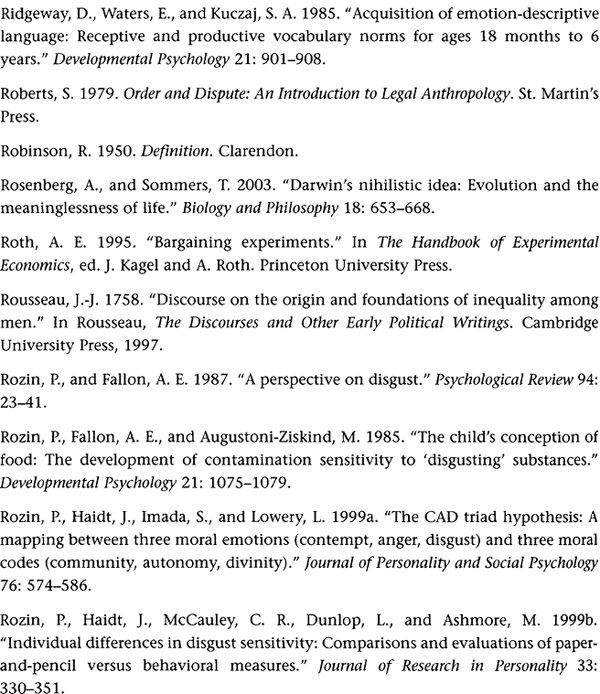 Ridgeway, D., Waters, E., and Kuczaj, S. A. 1985. “Acquisition of emotion-descriptive
language: Receptive and productive vocabulary norms for ages 18 months to 6
years.” Developmental Psychology 21: 901–908.
Roberts, S. 1979. Order and Dispute: An Introduction to Legal Anthropology. St. Martin’s
Press.
Robinson, R. 1950. Definition. Clarendon.
Rosenberg, A., and Sommers, T. 2003. “Darwin’s nihilistic idea: Evolution and the
meaninglessness of life.” Biology and Philosophy 18: 653–668.
Roth, A. E. 1995. “Bargaining experiments.” In The Handbook of Experimental
Economics, ed. J. Kagel and A. Roth. Princeton University Press.
Rousseau, J.-J. 1758. “Discourse on the origin and foundations of inequality among
men.” In Rousseau, The Discourses and Other Early Political Writings. Cambridge
University Press, 1997.
Rozin, P., and Fallon, A. E. 1987. “A perspective on disgust.” Psychological Review 94:
23–41.
Rozin, P., Fallon, A. E., and Augustoni-Ziskind, M. 1985. “The child’s conception of
food: The development of contamination sensitivity to ‘disgusting’ substances.”
Developmental Psychology 21: 1075–1079.
Rozin, P., Haidt, J., Imada, S., and Lowery, L. 1999a. “The CAD triad hypothesis: A
mapping between three moral emotions (contempt, anger, disgust) and three moral
codes (community, autonomy, divinity).” Journal of Personality and Social Psychology
76: 574–586.
Rozin, P., Haidt, J., McCauley, C. R., Dunlop, L., and Ashmore, M. 1999b.
“Individual differences in disgust sensitivity: Comparisons and evaluations of paper-
and-pencil versus behavioral measures.” Journal of Research in Personality 33:
330–351.